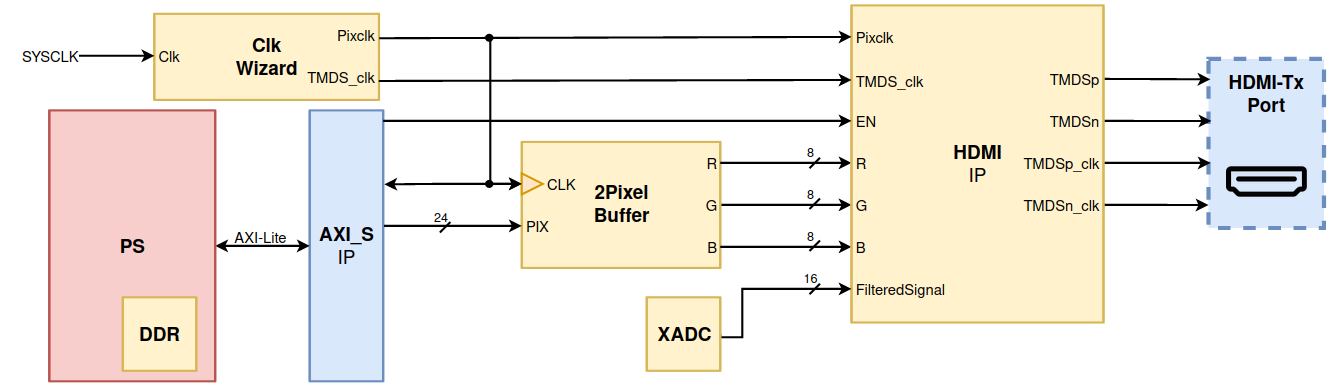 SYSCLK
Clk
Clk
Wizard
Pixclk
TMDS_clk
PS
DDR
AXI-Lite
AXI_S
IP
24
CLK
PIX
2Pixel
Buffer
R
G
B
8
8
8
16
XADC
Pixclk
TMDS_clk
EN
R
G
B
FilteredSignal
HDMI
IP
TMDSp
TMDSn
TMDSp_clk
TMDSn_clk
HDMI-Tx
Port